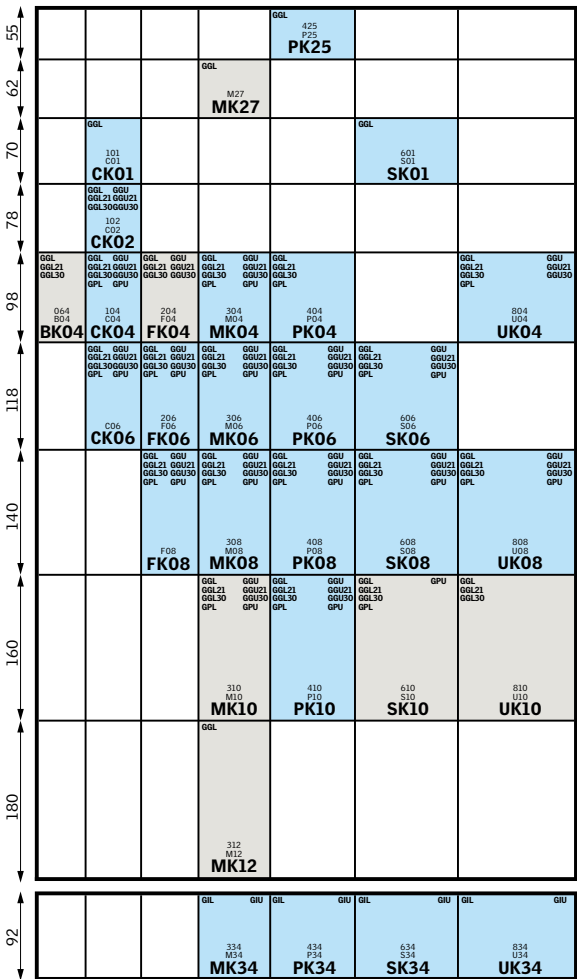 55
GGL
425
P25
PK25
62
GGL
M27
MK27
70
GGL
101
C01
CK01
GGL
601
S01
SK01
78
GGL GGU
GGL21 GGU21
GGL30 GGU30
102
C02
CK02
98
GGL
GGL21
GGL30
064
B04
BK04
GGL GGU
GGL21 GGU21
GGL30 GGU30
GPL GPU
104
C04
CK04
GGL GGU
GGL21 GGU21
GGL30 GGU30
204
F04
FK04
GGL GGU
GGL21 GGU21
GGL30 GGU30
GPL
304
M04
MK04
GGL
GGL21
GGL30
GPL
404
P04
PK04
GGL GGU
GGL21 GGU21
GGL30 GGU30
GPL
804
U04
UK04
118
GGL GGU
GGL21 GGU21
GGL30 GGU30
GPL GPU
C06
CK06
GGL GGU
GGL21 GGU21
GGL30 GGU30
GPL GPU
206
F06
FK06
GGL GGU
GGL21 GGU21
GGL30 GGU30
GPL GPU
306
M06
MK06
GGL GGU
GGL21 GGU21
GGL30 GGU30
GPL GPU
406
P06
PK06
GGL GGU
GGL21 GGU21
GGL30 GGU30
GPL GPU
606
S06
SK06
140
GGL GGU
GGL21 GGU21
GGL30 GGU30
GPL GPU
F08
FK08
GGL GGU
GGL21 GGU21
GGL30 GGU30
GPL GPU
308
M08
MK08
GGL GGU
GGL21 GGU21
GGL30 GGU30
GPL GPU
408
P08
PK08
GGL GGU
GGL21 GGU21
GGL30 GGU30
GPL GPU
608
S08
SK08
GGL GGU
GGL21 GGU21
GGL30 GGU30
GPL GPU
808
U08
UK08
160
GGL GGU
GGL21 GGU21
GGL30 GGU30
GPL GPU
310
M10
MK10
GGL GGU
GGL21 GGU21
GGL30 GGU30
GPL GPU
410
P10
PK10
GGL GPU
GGL21
GGL30
GPL
610
S10
SK10
GGL
GGL21
GGL30
810
U10
UK10
180
GGL
312
M12
MK12
92
GIL GIU
334
M34
MK34
GIL GIU
434
P34
PK34
GIL GIU
634
S34
SK34
GIL GIU
834
U34
UK34